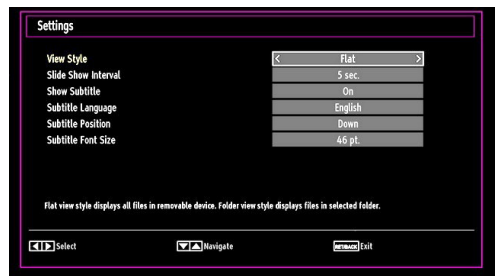 Settings
View Style < Flat >
Slide Show Interval 5 sec.
Show Subtitle On
Subtitle Language English
Subtitle Position Down
Subtitle Font Size 46 pt.
Flat view style displays all files in removable device. Folder view style displays files in selected folder.
Select Navigate RET/BACK Exit